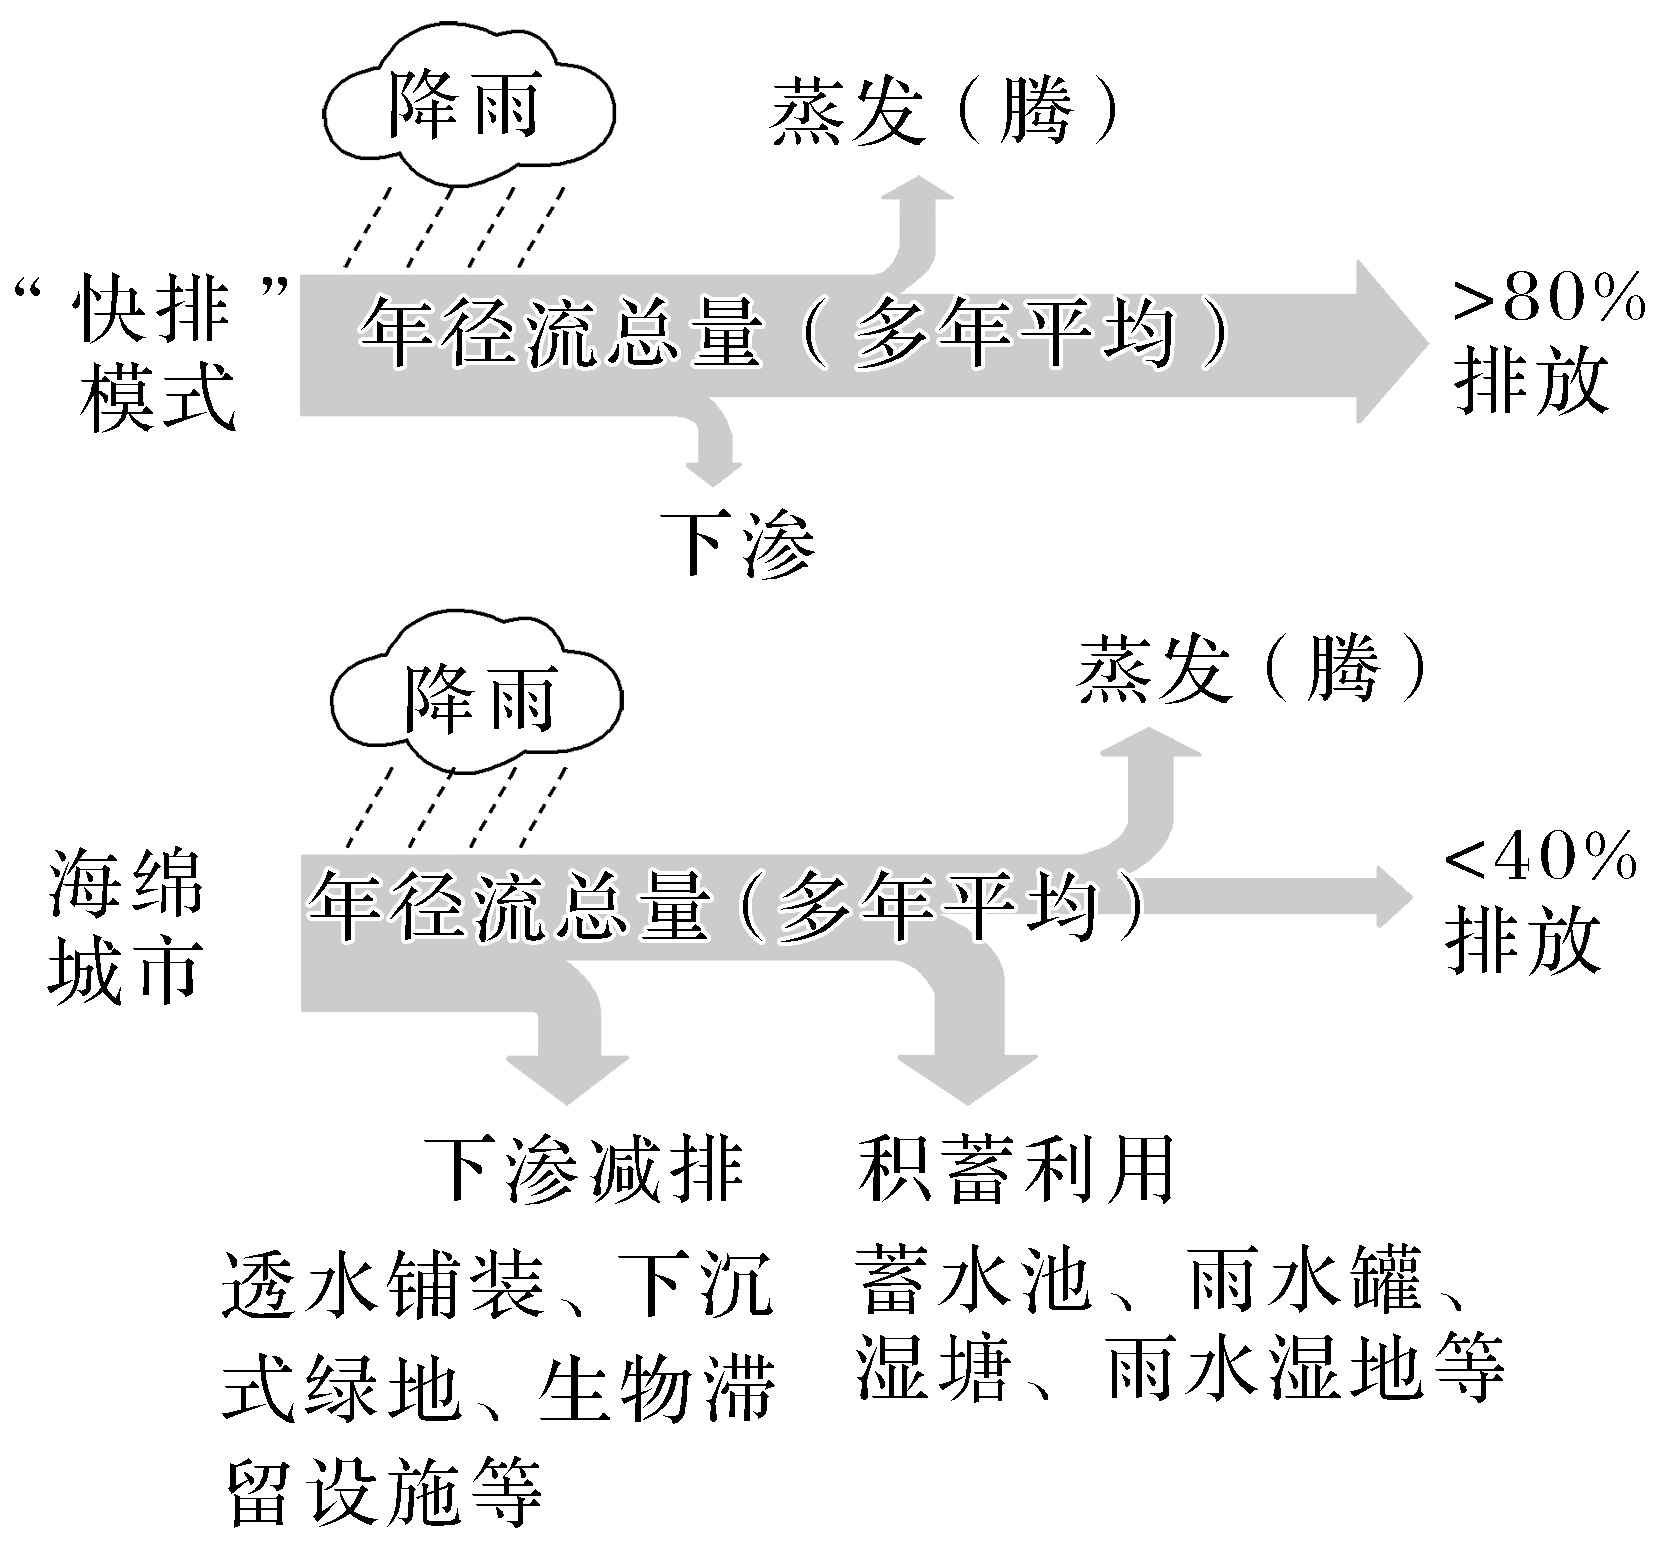 降雨
蒸发(腾)
“快排”
模式
年径流总量(多年平均)
>80%
排放
下渗
降雨
蒸发(腾)
海绵
城市
年径流总量(多年平均)
<40%
排放
下渗减排
透水铺装、下沉
式绿地、生物滞
留设施等
积蓄利用
蓄水池、雨水罐、
湿塘、雨水湿地等